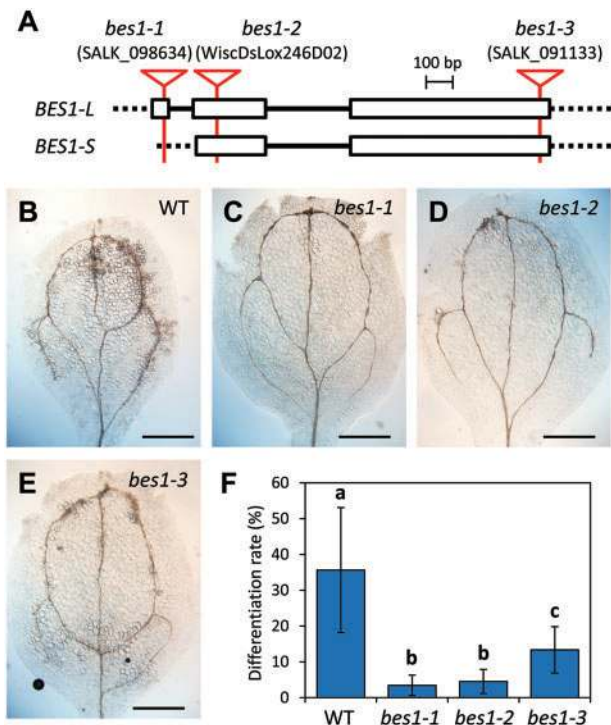 A
bes1-1 bes1-2 bes1-3
(SALK_098634) (WiscDsLox246D02) (SALK_091133)
100 bp
BES1-L
BES1-S
B WT
C bes1-1
D bes1-2
E bes1-3
F
Differentiation rate (%)
60
50
40
30
20
10
0
a
b
b
c
WT bes1-1 bes1-2 bes1-3